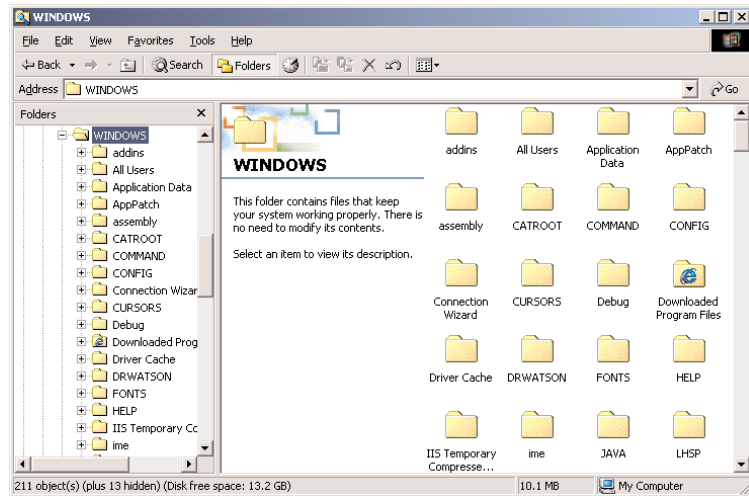 WINDOWS
File Edit View Favorites Tools Help
Back Search Folders
Address WINDOWS Go
Folders
WINDOWS
addins
All Users
Application Data
AppPatch
assembly
CATROOT
COMMAND
CONFIG
Connection Wizar
CURSORS
Debug
Downloaded Prog
Driver Cache
DRWATSON
FONTS
HELP
IIS Temporary Co
ime
WINDOWS
This folder contains files that keep
your system working properly. There is
no need to modify its contents.
Select an item to view its description.
addins All Users Application Data AppPatch
assembly CATROOT COMMAND CONFIG
Connection Wizard CURSORS Debug Downloaded Program Files
Driver Cache DRWATSON FONTS HELP
IIS Temporary Compresse... ime JAVA LHSP
211 object(s) (plus 13 hidden) (Disk free space: 13.2 GB) 10.1 MB My Computer